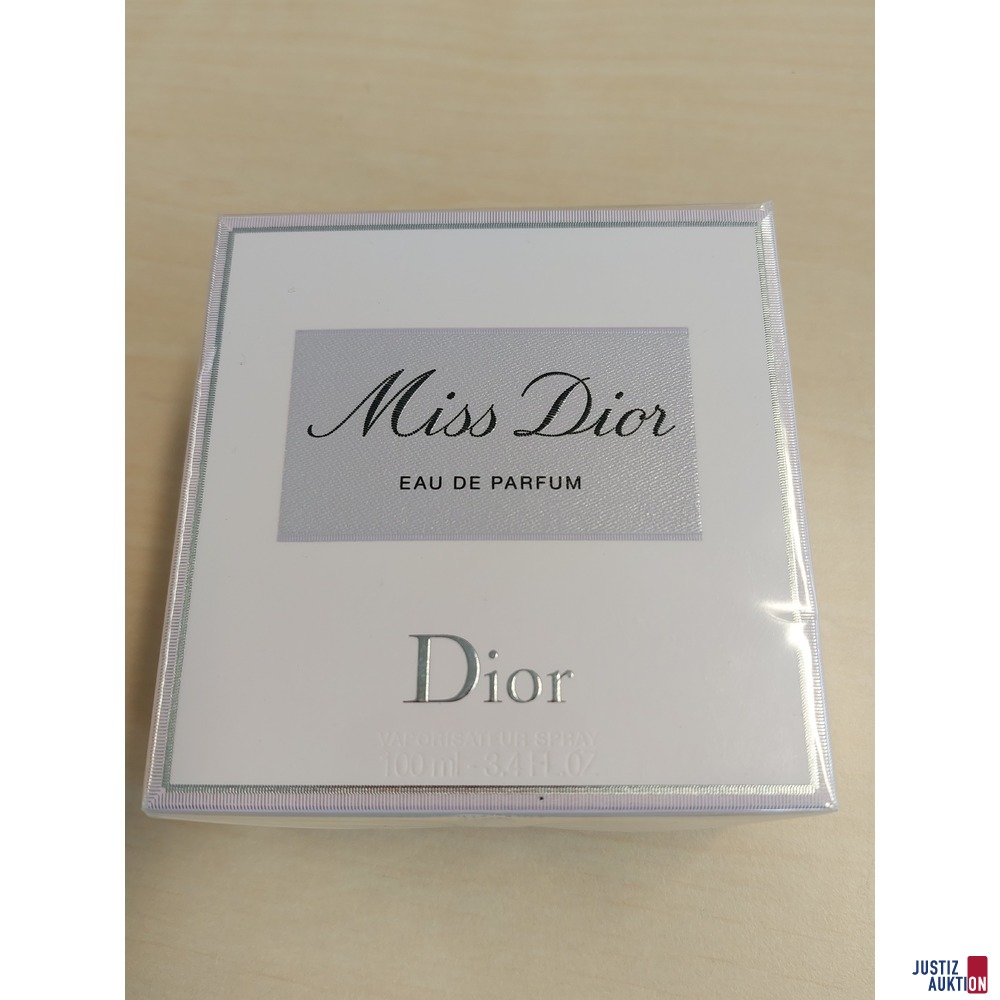 Miss Dior
EAU DE PARFUM
Dior
VAPORISATEUR SPRAY
100 ml - 3.4 FL.OZ.
JUSTIZ
AUKTION